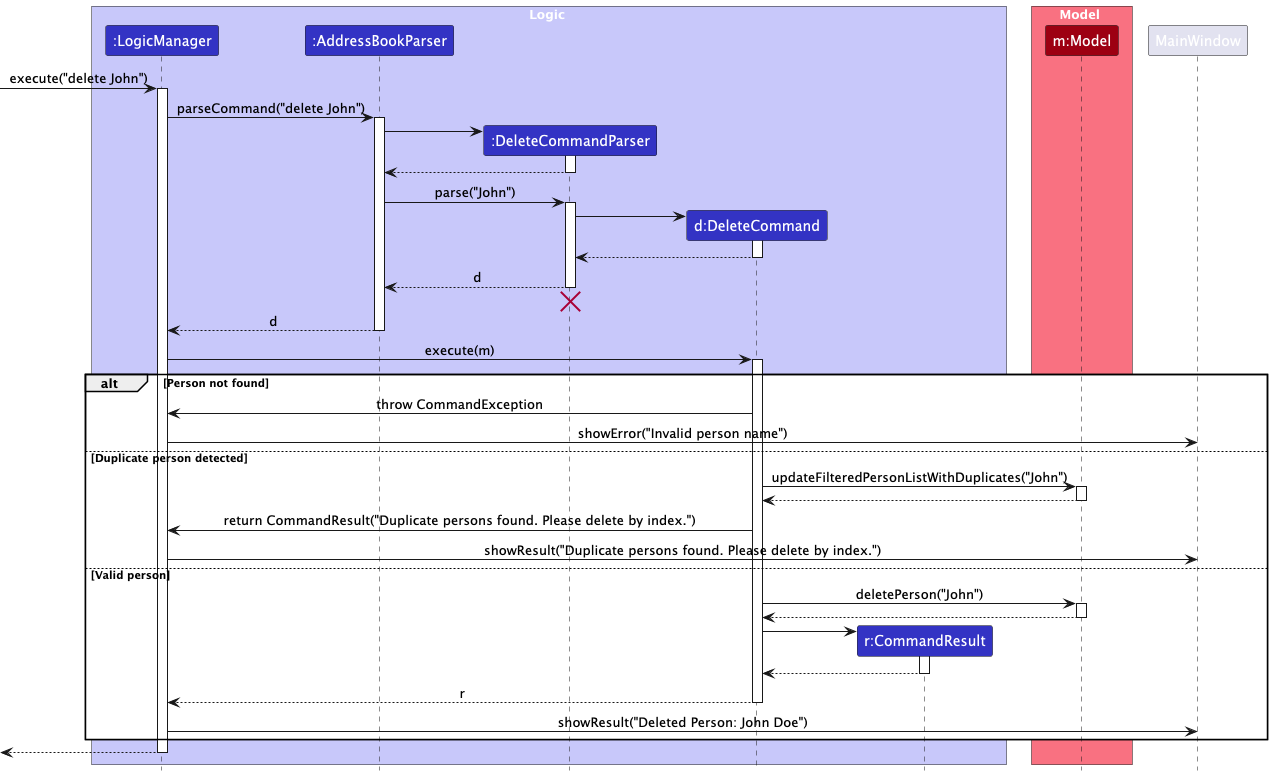 Logic
Model
:LogicManager
:AddressBookParser
m:Model
MainWindow
execute("delete John")
parseCommand("delete John")
:DeleteCommandParser
parse("John")
d:DeleteCommand
d
d
execute(m)
alt
[Person not found]
throw CommandException
showError("Invalid person name")
[Duplicate person detected]
updateFilteredPersonListWithDuplicates("John")
return CommandResult("Duplicate persons found. Please delete by index.")
showResult("Duplicate persons found. Please delete by index.")
[Valid person]
deletePerson("John")
r:CommandResult
r
showResult("Deleted Person: John Doe")